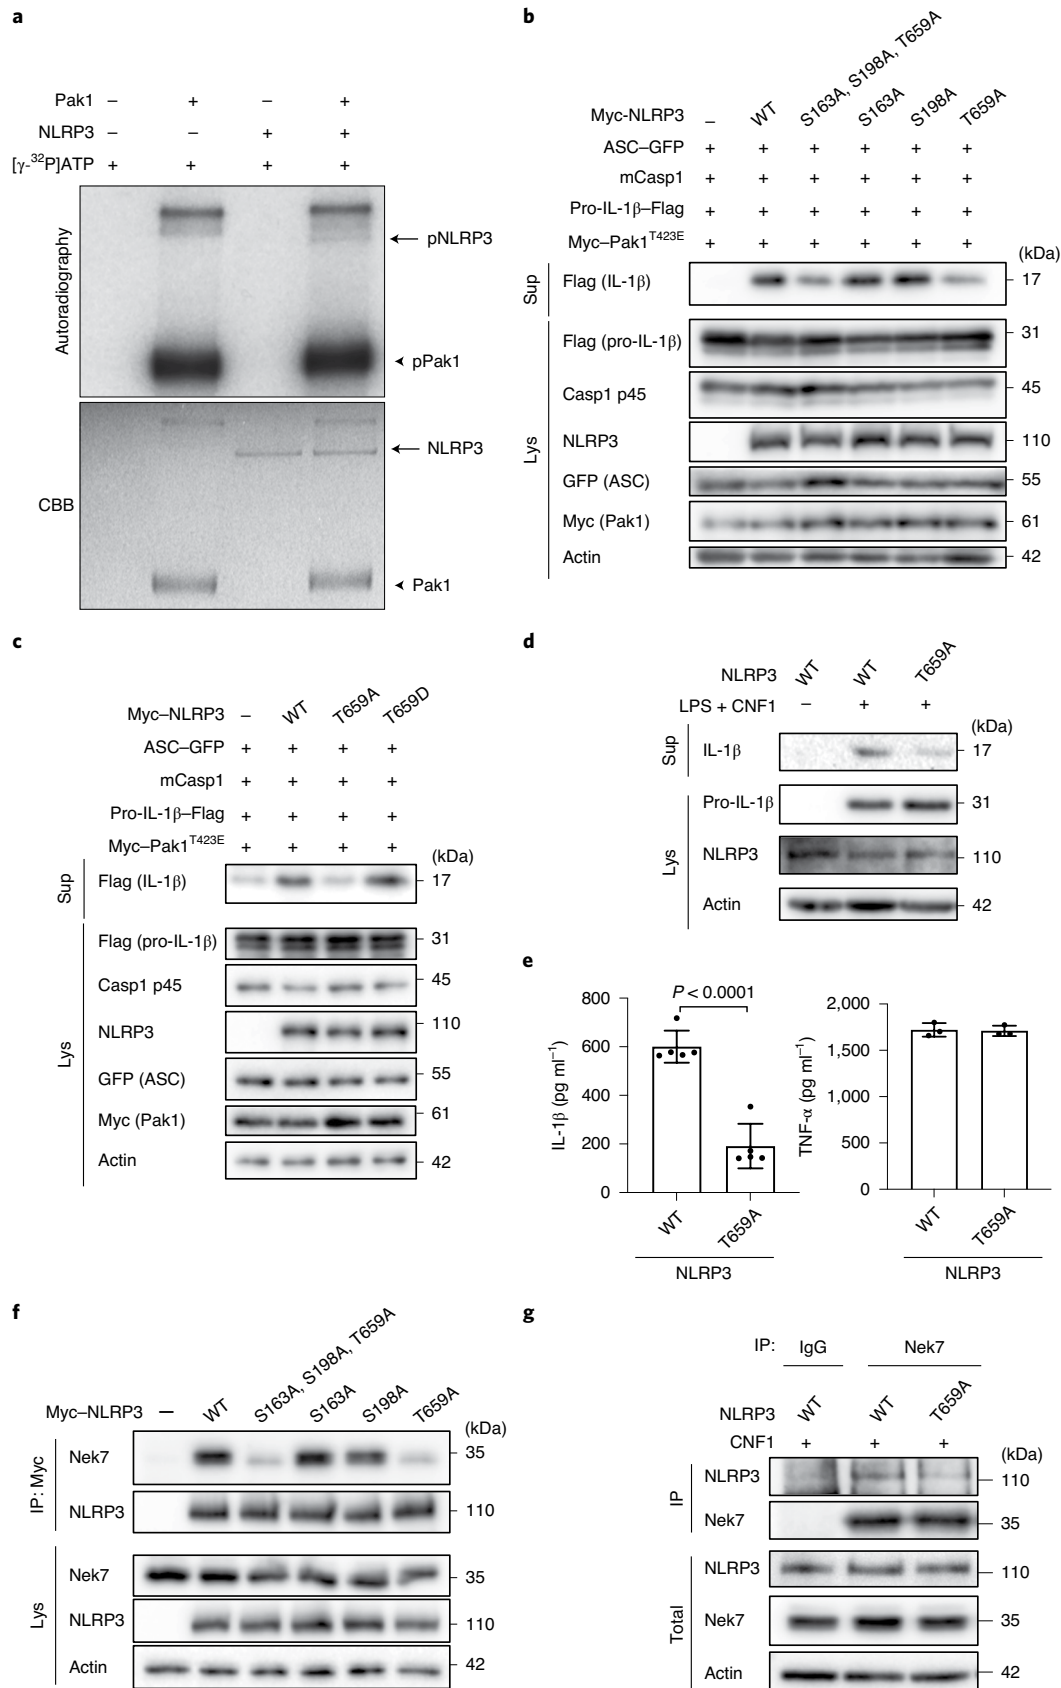 a
Pak1 – + – +
NLRP3 – – + +
[γ-³²P]ATP + + + +
Autoradiography
pNLRP3
pPak1
CBB
NLRP3
Pak1
b
Myc-NLRP3 – WT S163A, S198A, T659A S163A S198A T659A
ASC–GFP + + + + + +
mCasp1 + + + + + +
Pro-IL-1β–Flag + + + + + +
Myc–Pak1ᵀ⁴²³ᴱ + + + + + +
(kDa)
Sup
Flag (IL-1β) 17
Lys
Flag (pro-IL-1β) 31
Casp1 p45 45
NLRP3 110
GFP (ASC) 55
Myc (Pak1) 61
Actin 42
c
Myc–NLRP3 – WT T659A T659D
ASC–GFP + + + +
mCasp1 + + + +
Pro-IL-1β–Flag + + + +
Myc–Pak1ᵀ⁴²³ᴱ + + + +
(kDa)
Sup
Flag (IL-1β) 17
Lys
Flag (pro-IL-1β) 31
Casp1 p45 45
NLRP3 110
GFP (ASC) 55
Myc (Pak1) 61
Actin 42
d
NLRP3 WT WT T659A
LPS + CNF1 – + +
(kDa)
Sup
IL-1β 17
Lys
Pro-IL-1β 31
NLRP3 110
Actin 42
e
IL-1β (pg ml⁻¹)
800
600
400
200
0
P < 0.0001
WT T659A
NLRP3
TNF-α (pg ml⁻¹)
2,000
1,500
1,000
500
0
WT T659A
NLRP3
f
Myc–NLRP3 – WT S163A, S198A, T659A S163A S198A T659A
(kDa)
IP: Myc
Nek7 35
NLRP3 110
Lys
Nek7 35
NLRP3 110
Actin 42
g
IP: IgG Nek7
NLRP3 WT WT T659A
CNF1 + + +
(kDa)
IP
NLRP3 110
Nek7 35
Total
NLRP3 110
Nek7 35
Actin 42